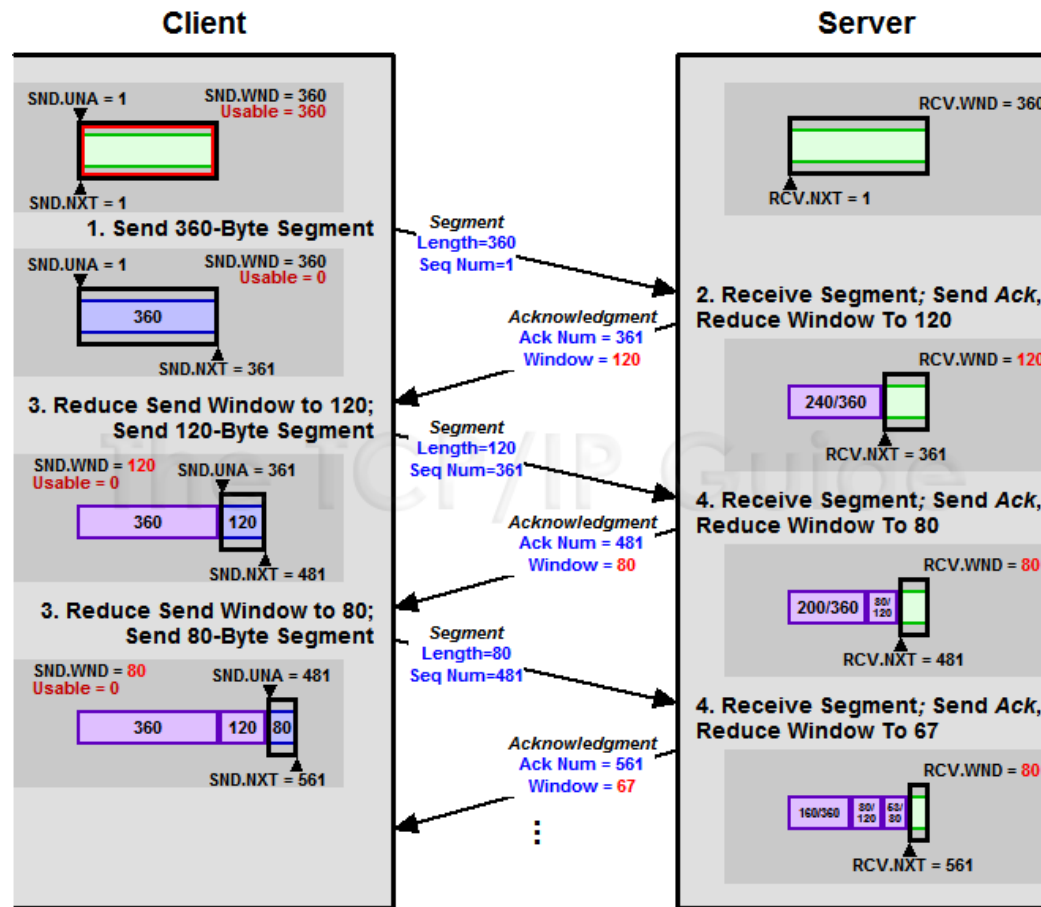 Client
Server
SND.UNA = 1
SND.WND = 360
Usable = 360
SND.NXT = 1
RCV.WND = 360
RCV.NXT = 1
1. Send 360-Byte Segment
Segment
Length=360
Seq Num=1
SND.UNA = 1
SND.WND = 360
Usable = 0
360
SND.NXT = 361
2. Receive Segment; Send Ack,
Reduce Window To 120
Acknowledgment
Ack Num = 361
Window = 120
RCV.WND = 120
240/360
RCV.NXT = 361
3. Reduce Send Window to 120;
Send 120-Byte Segment
Segment
Length=120
Seq Num=361
The TCP/IP Guide
SND.WND = 120
Usable = 0
SND.UNA = 361
360
120
SND.NXT = 481
4. Receive Segment; Send Ack,
Reduce Window To 80
Acknowledgment
Ack Num = 481
Window = 80
RCV.WND = 80
200/360
80/
120
RCV.NXT = 481
3. Reduce Send Window to 80;
Send 80-Byte Segment
Segment
Length=80
Seq Num=481
SND.WND = 80
Usable = 0
SND.UNA = 481
360
120
80
SND.NXT = 561
4. Receive Segment; Send Ack,
Reduce Window To 67
Acknowledgment
Ack Num = 561
Window = 67
RCV.WND = 80
160/360
80/
120
53/
80
RCV.NXT = 561